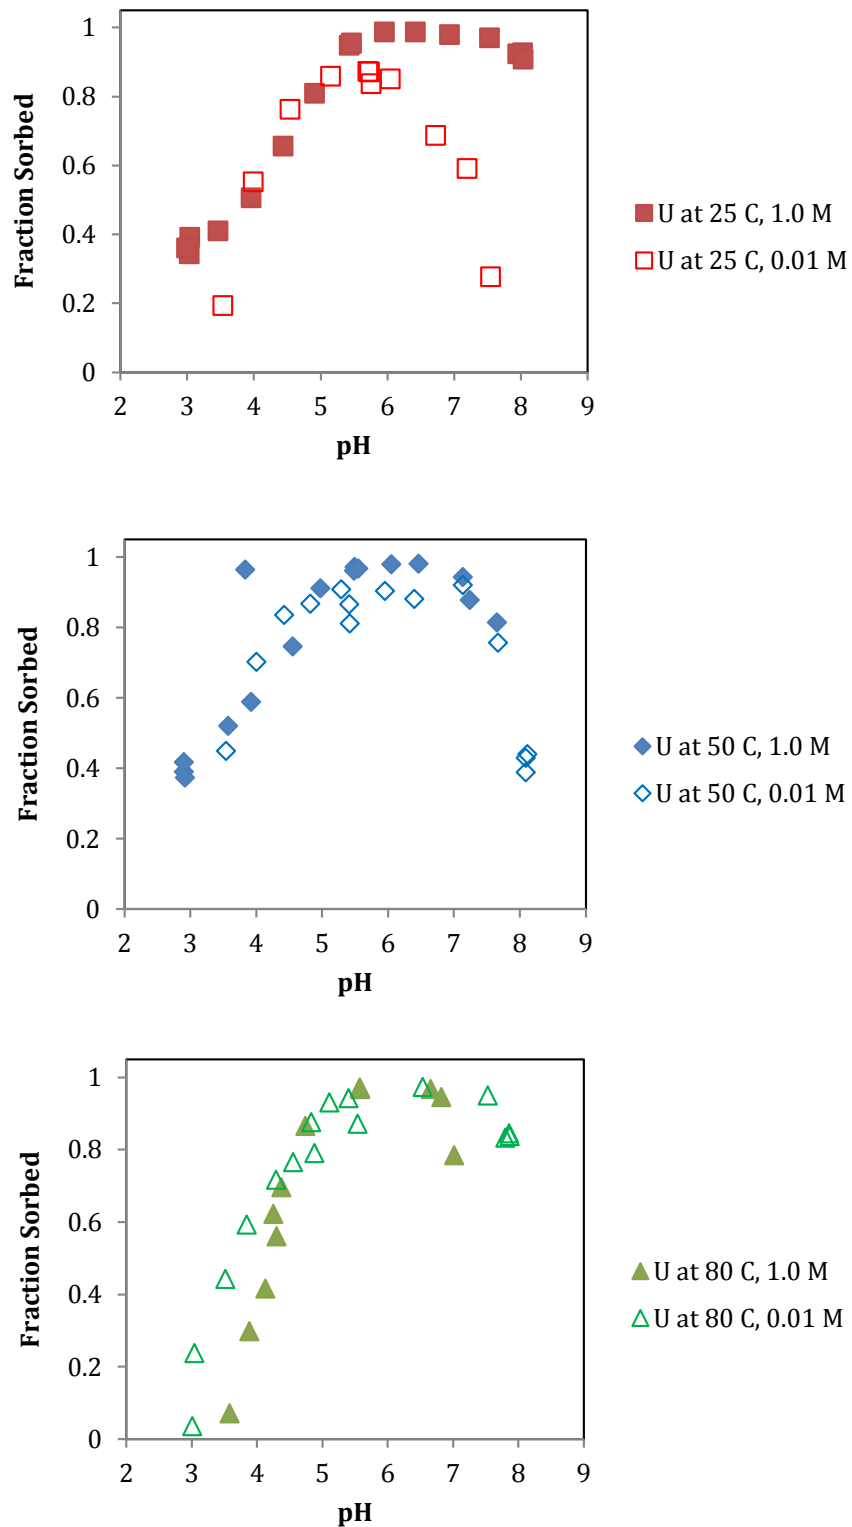 1
0.8
0.6
0.4
0.2
0
Fraction Sorbed
2 3 4 5 6 7 8 9
pH
U at 25 C, 1.0 M
U at 25 C, 0.01 M
1
0.8
0.6
0.4
0.2
0
Fraction Sorbed
2 3 4 5 6 7 8 9
pH
U at 50 C, 1.0 M
U at 50 C, 0.01 M
1
0.8
0.6
0.4
0.2
0
Fraction Sorbed
2 3 4 5 6 7 8 9
pH
U at 80 C, 1.0 M
U at 80 C, 0.01 M